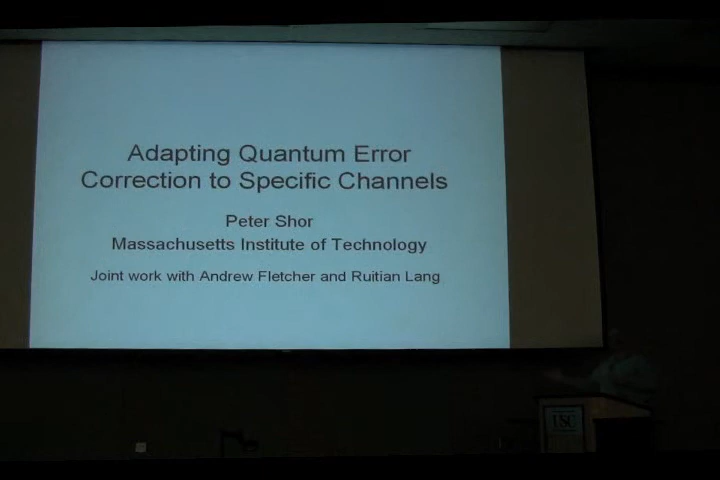 Adapting Quantum Error
Correction to Specific Channels
Peter Shor
Massachusetts Institute of Technology
Joint work with Andrew Fletcher and Ruitian Lang
USC